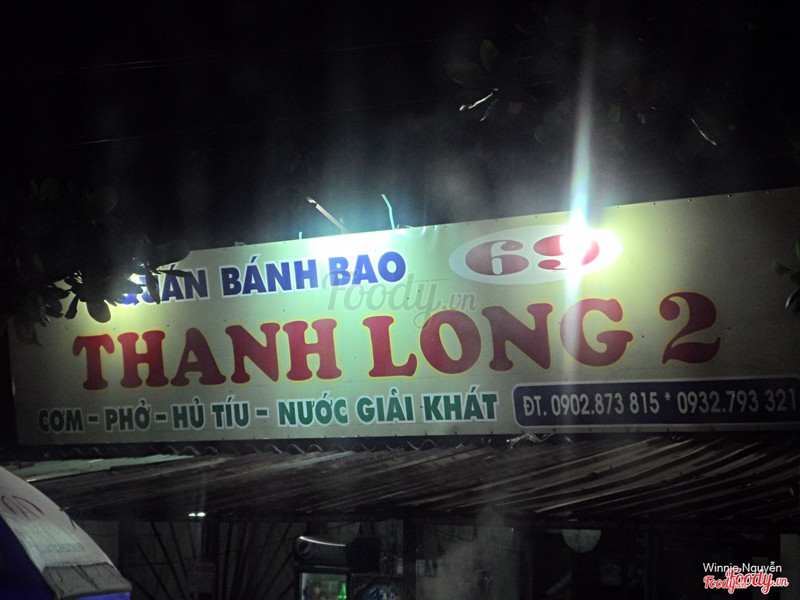 QUÁN BÁNH BAO 69
Foody.vn
THANH LONG 2
CƠM - PHỞ - HỦ TÍU - NƯỚC GIẢI KHÁT
ĐT. 0902.873 815 * 0932.793 321
Winnie Nguyễn
Foody.vn